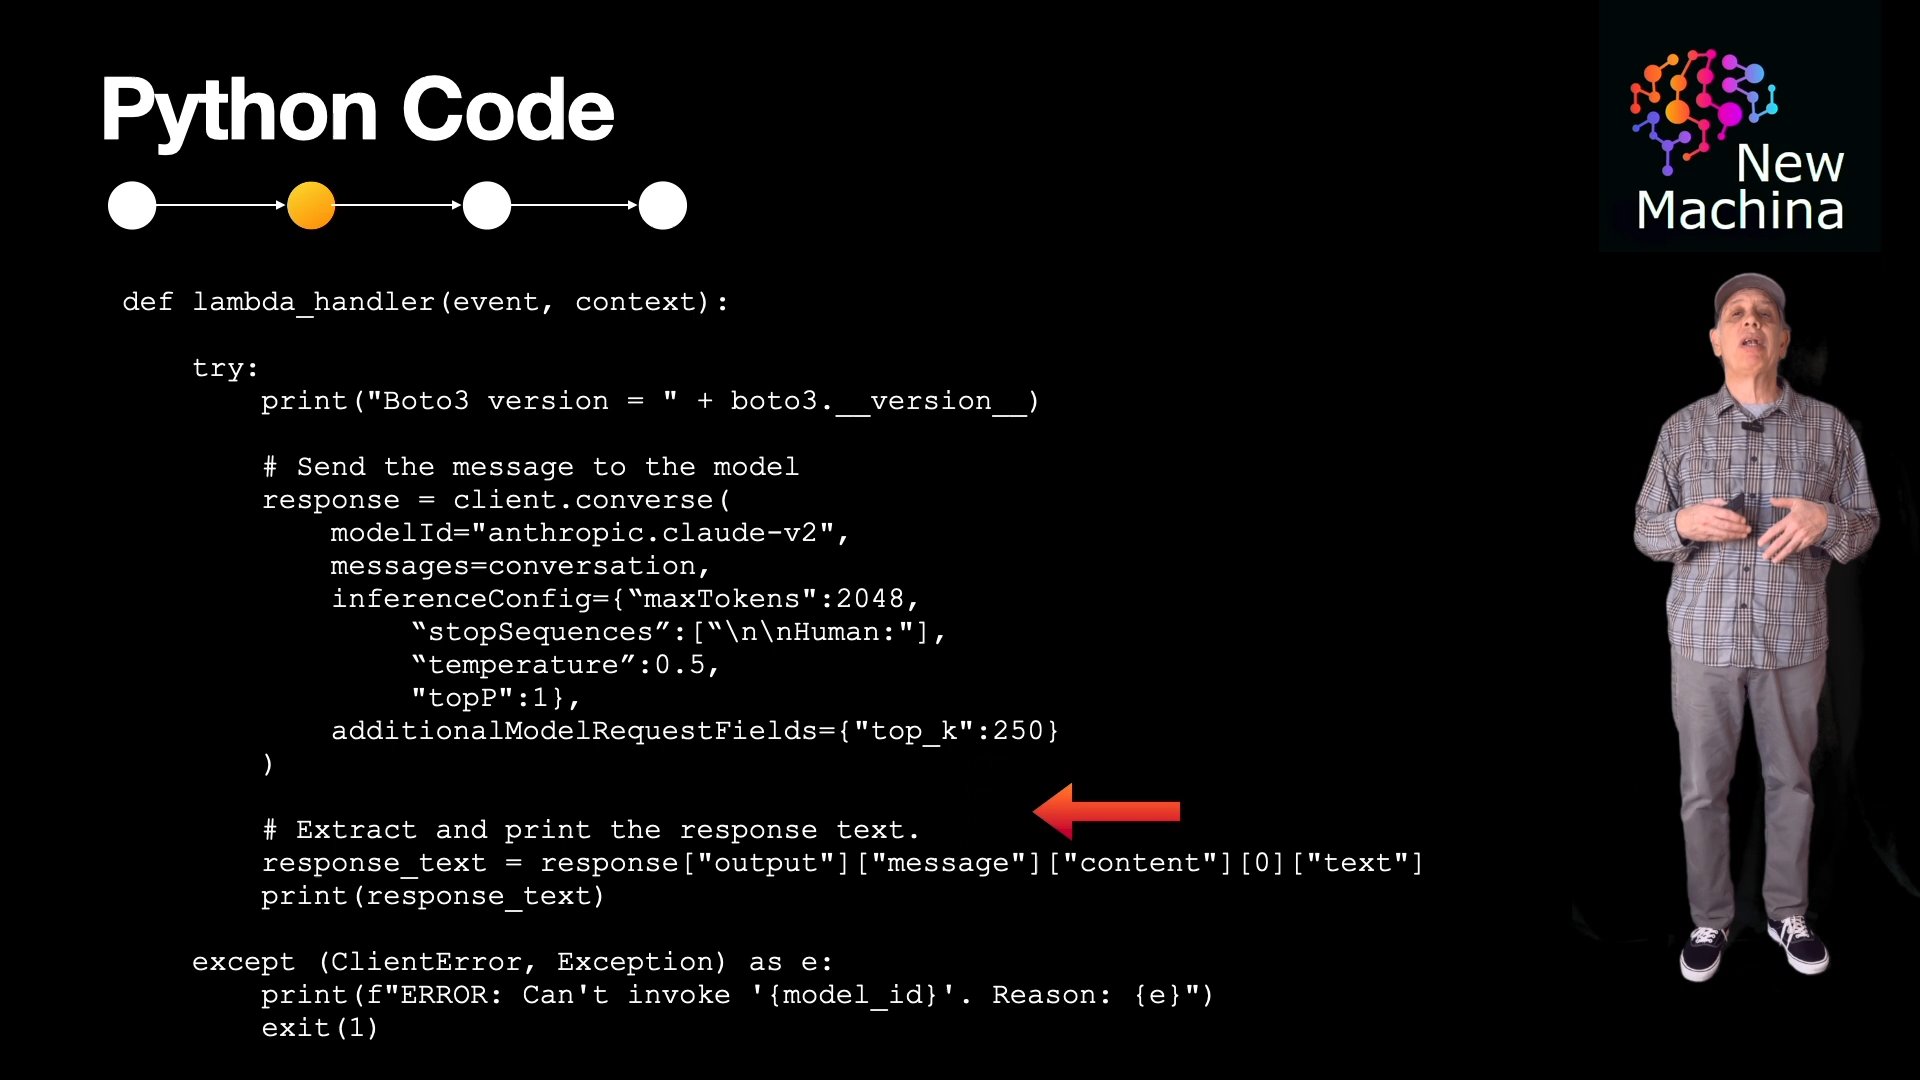 Python Code
New
Machina
def lambda_handler(event, context):
try:
print("Boto3 version = " + boto3.__version__)
# Send the message to the model
response = client.converse(
modelId="anthropic.claude-v2",
messages=conversation,
inferenceConfig={“maxTokens":2048,
“stopSequences”:[“\n\nHuman:"],
“temperature”:0.5,
"topP":1},
additionalModelRequestFields={"top_k":250}
)
# Extract and print the response text.
response_text = response["output"]["message"]["content"][0]["text"]
print(response_text)
except (ClientError, Exception) as e:
print(f"ERROR: Can't invoke '{model_id}'. Reason: {e}")
exit(1)